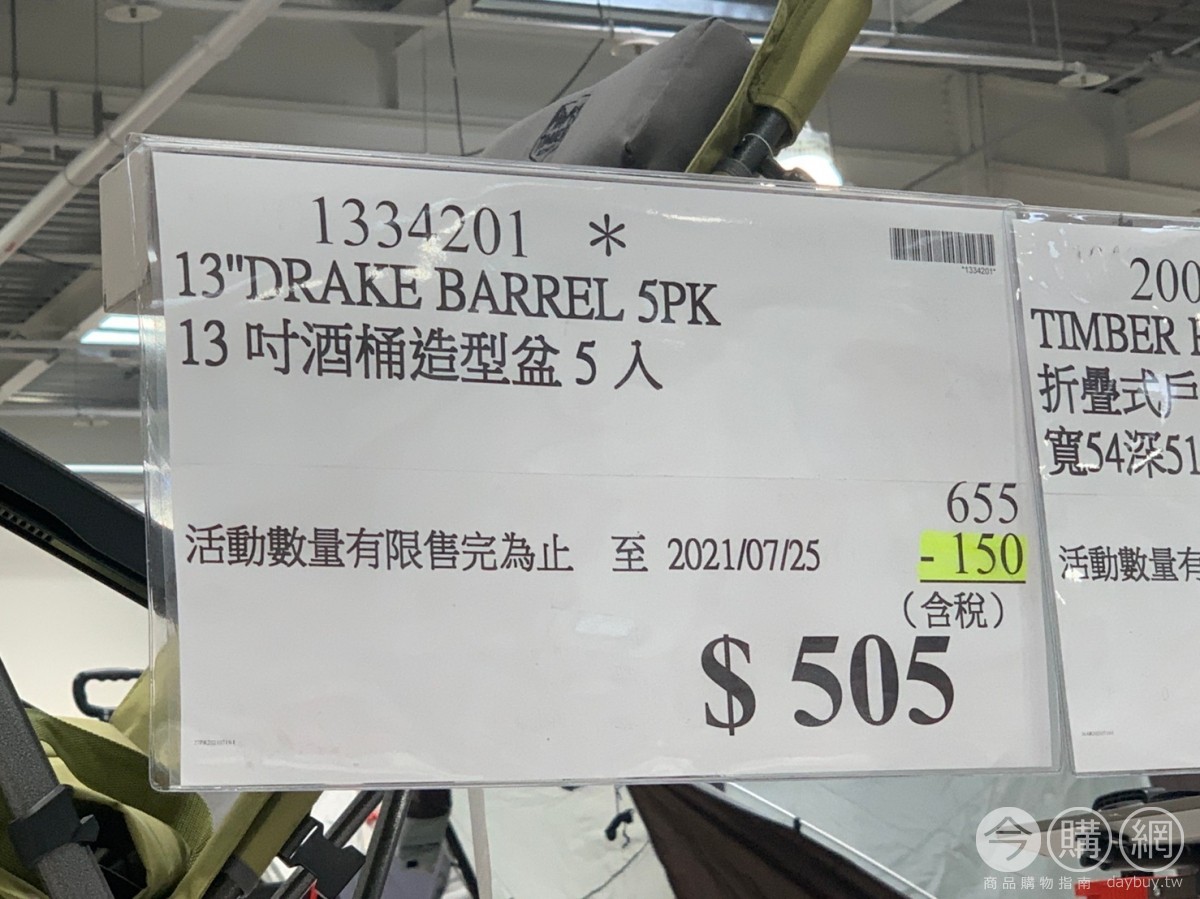 1334201 *
*1334201*
13"DRAKE BARREL 5PK
13 吋酒桶造型盆 5 入
655
活動數量有限售完為止 至 2021/07/25
- 150
(含稅)
$ 505
200
TIMBER
折疊式戶
寬54深51
活動數量有
今購網
商品購物指南 daybuy.tw